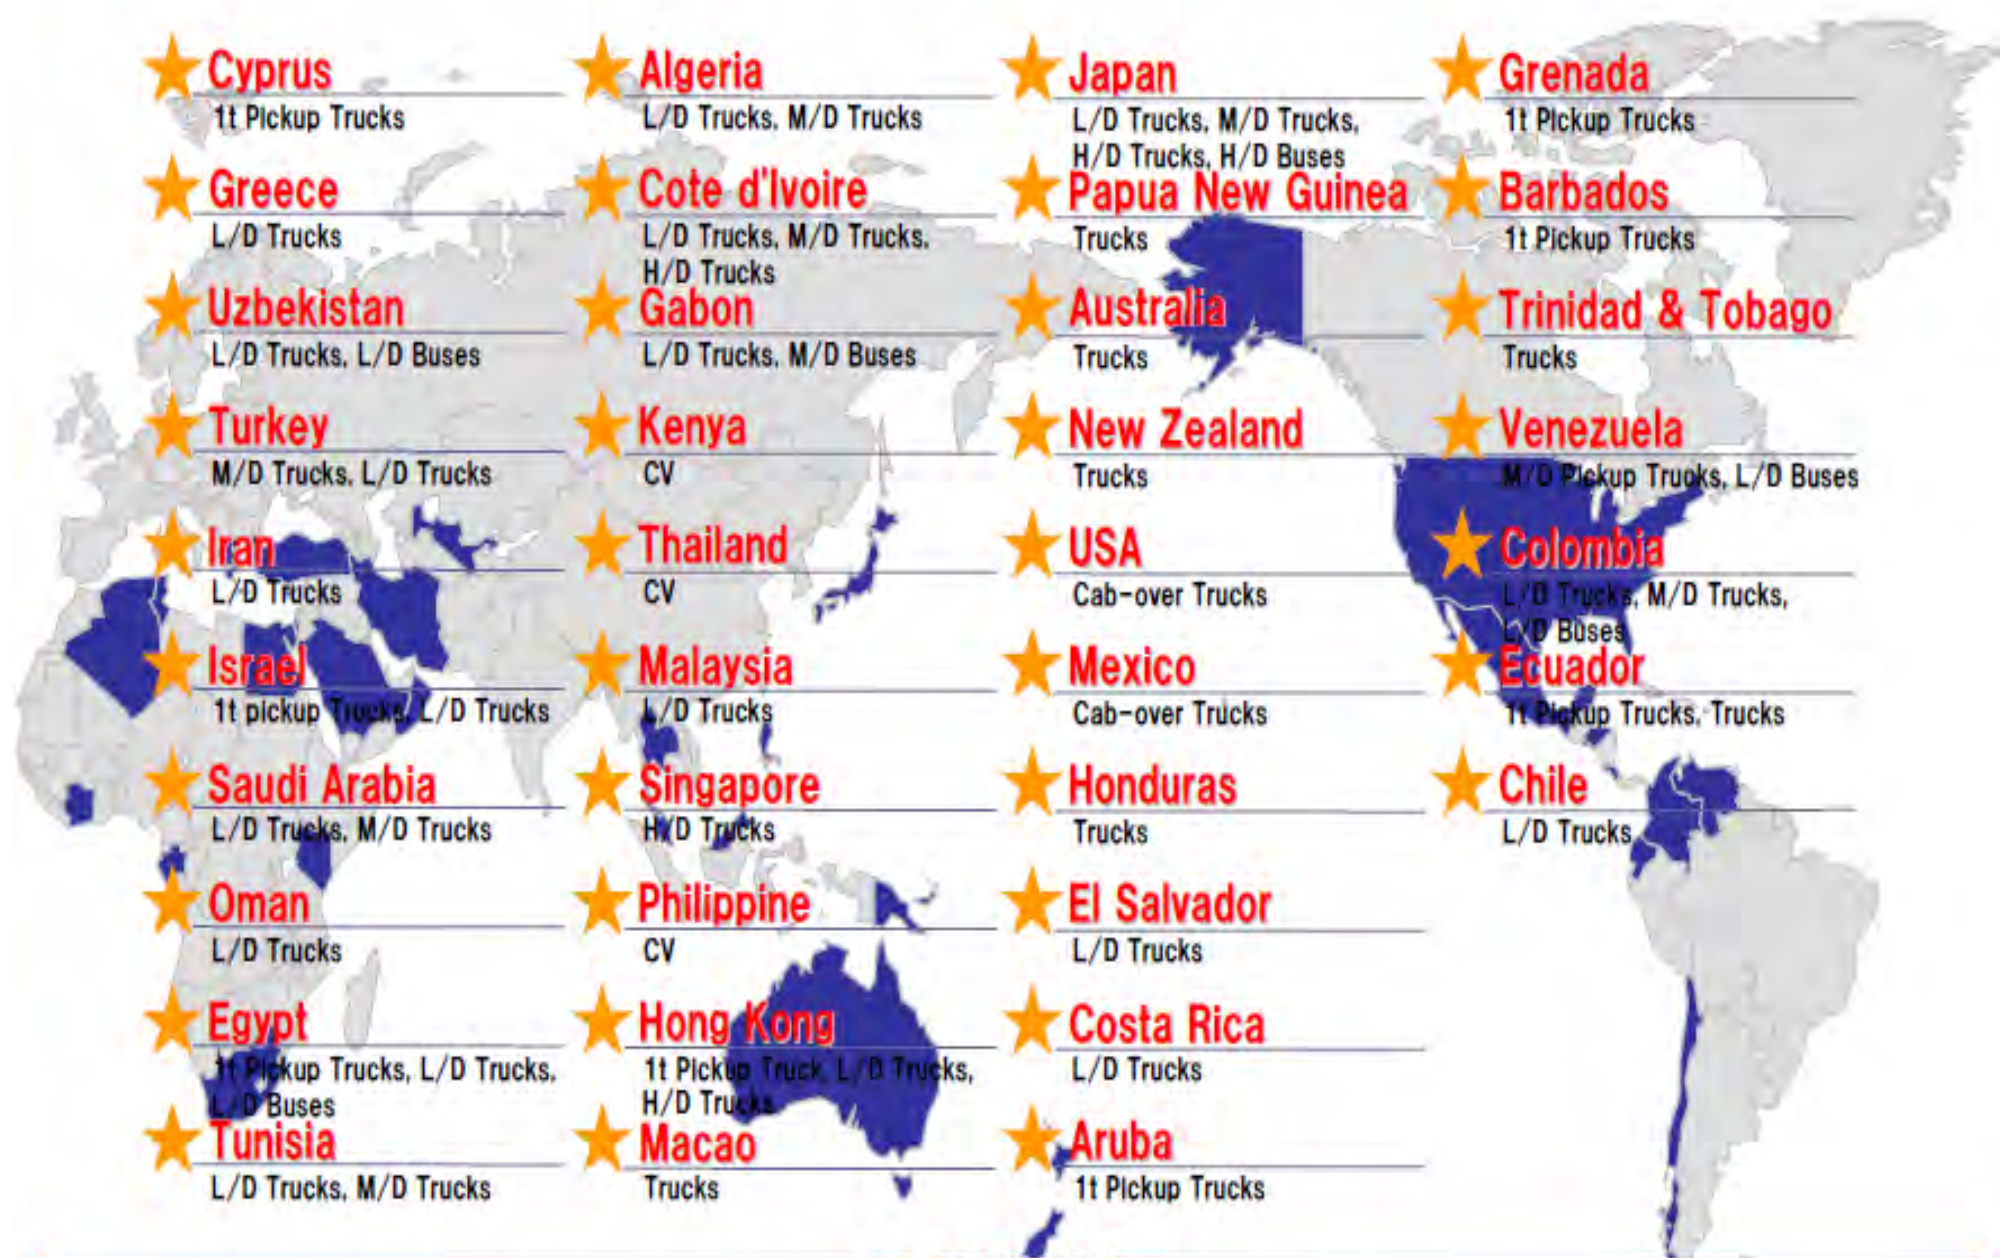 Cyprus
1t Pickup Trucks
Greece
L/D Trucks
Uzbekistan
L/D Trucks, L/D Buses
Turkey
M/D Trucks, L/D Trucks
Iran
L/D Trucks
Israel
1t pickup Trucks, L/D Trucks
Saudi Arabia
L/D Trucks, M/D Trucks
Oman
L/D Trucks
Egypt
1t Pickup Trucks, L/D Trucks,
L/D Buses
Tunisia
L/D Trucks, M/D Trucks
Algeria
L/D Trucks, M/D Trucks
Cote d'Ivoire
L/D Trucks, M/D Trucks,
H/D Trucks
Gabon
L/D Trucks, M/D Buses
Kenya
CV
Thailand
CV
Malaysia
L/D Trucks
Singapore
H/D Trucks
Philippine
CV
Hong Kong
1t Pickup Truck, L/D Trucks,
H/D Trucks
Macao
Trucks
Japan
L/D Trucks, M/D Trucks,
H/D Trucks, H/D Buses
Papua New Guinea
Trucks
Australia
Trucks
New Zealand
Trucks
USA
Cab-over Trucks
Mexico
Cab-over Trucks
Honduras
Trucks
El Salvador
L/D Trucks
Costa Rica
L/D Trucks
Aruba
1t Pickup Trucks
Grenada
1t Pickup Trucks
Barbados
1t Pickup Trucks
Trinidad & Tobago
Trucks
Venezuela
M/D Pickup Trucks, L/D Buses
Colombia
L/D Trucks, M/D Trucks,
L/D Buses
Ecuador
1t Pickup Trucks, Trucks
Chile
L/D Trucks